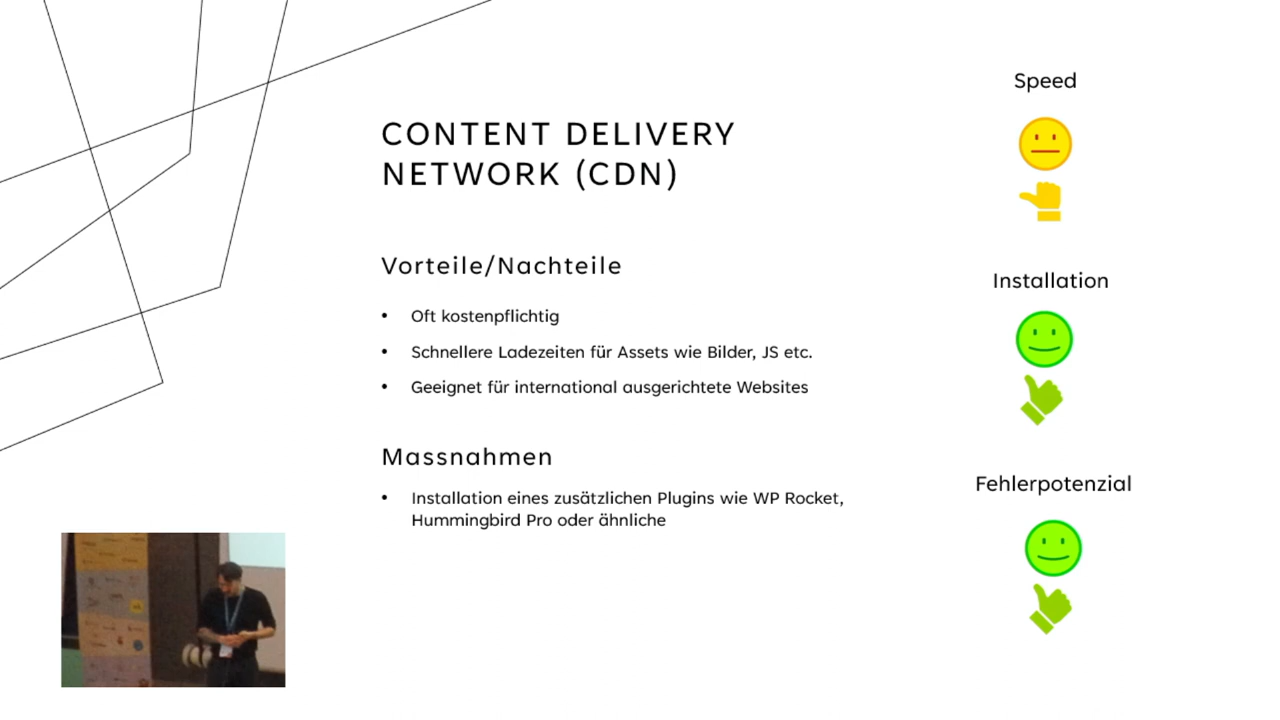 CONTENT DELIVERY
NETWORK (CDN)
Vorteile/Nachteile
• Oft kostenpflichtig
• Schnellere Ladezeiten für Assets wie Bilder, JS etc.
• Geeignet für international ausgerichtete Websites
Massnahmen
• Installation eines zusätzlichen Plugins wie WP Rocket,
Hummingbird Pro oder ähnliche
Speed
Installation
Fehlerpotenzial